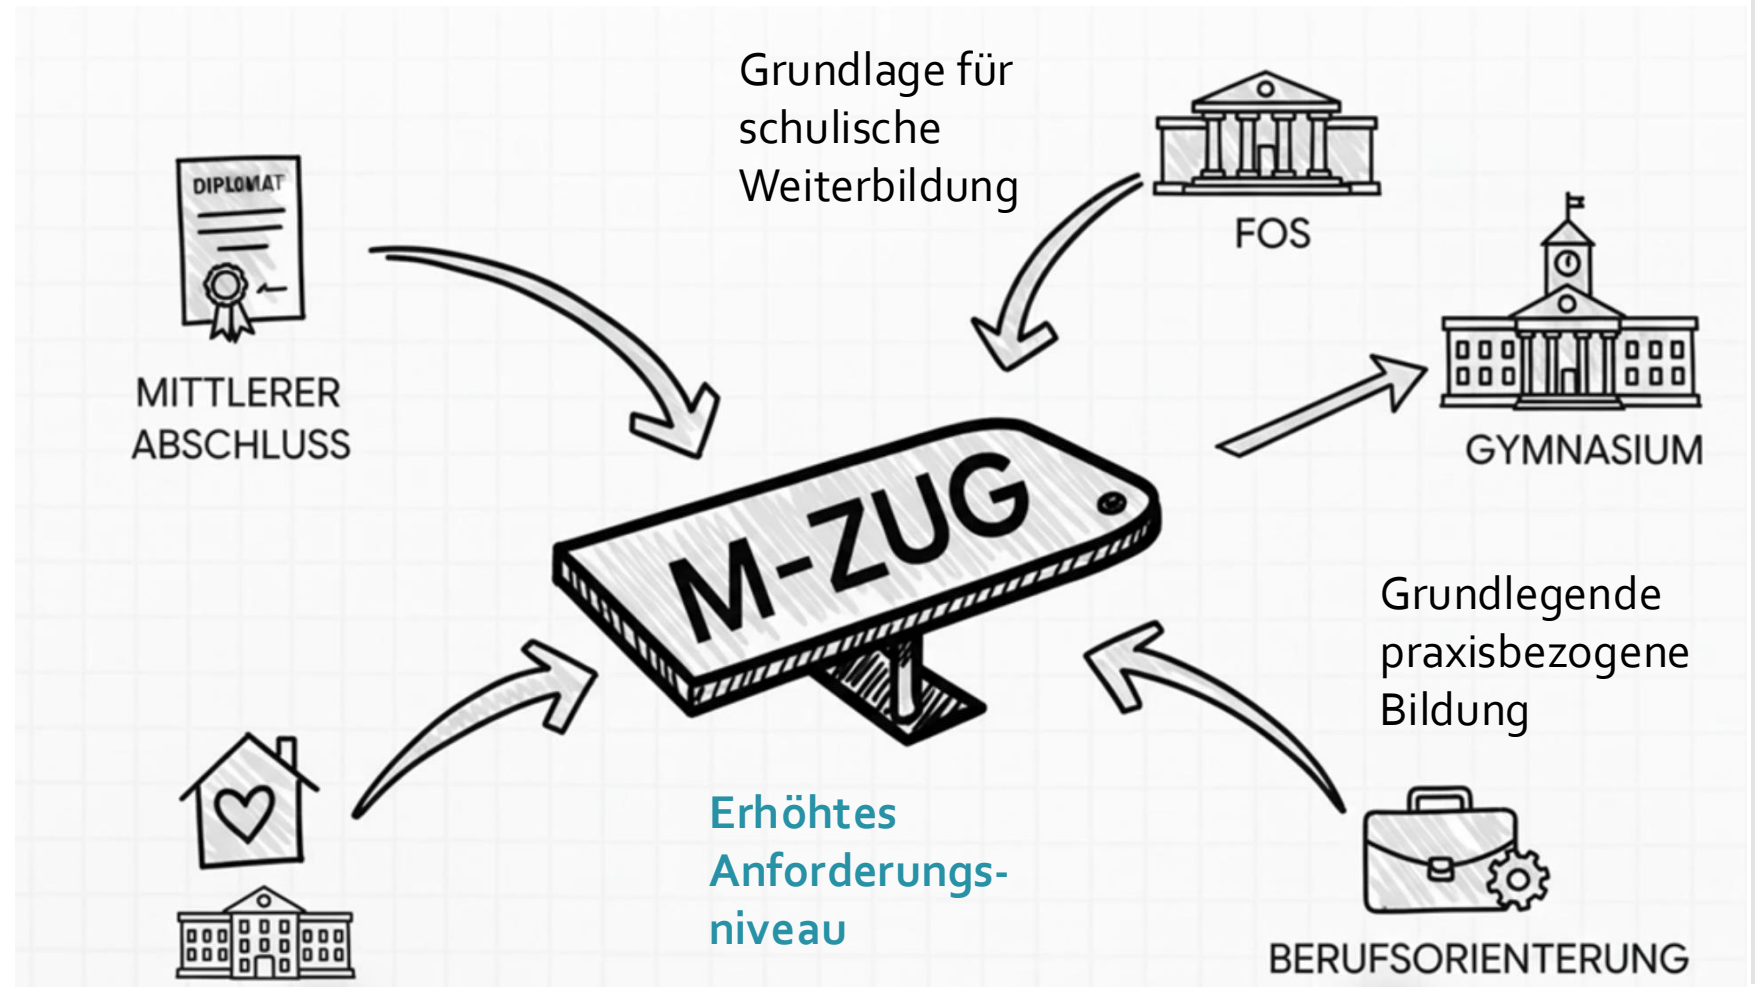 Grundlage für
schulische
Weiterbildung
DIPLOMAT
FOS
MITTLERER
ABSCHLUSS
GYMNASIUM
M-ZUG
Grundlegende
praxisbezogene
Bildung
Erhöhtes
Anforderungs-
niveau
BERUFSORIENTERUNG